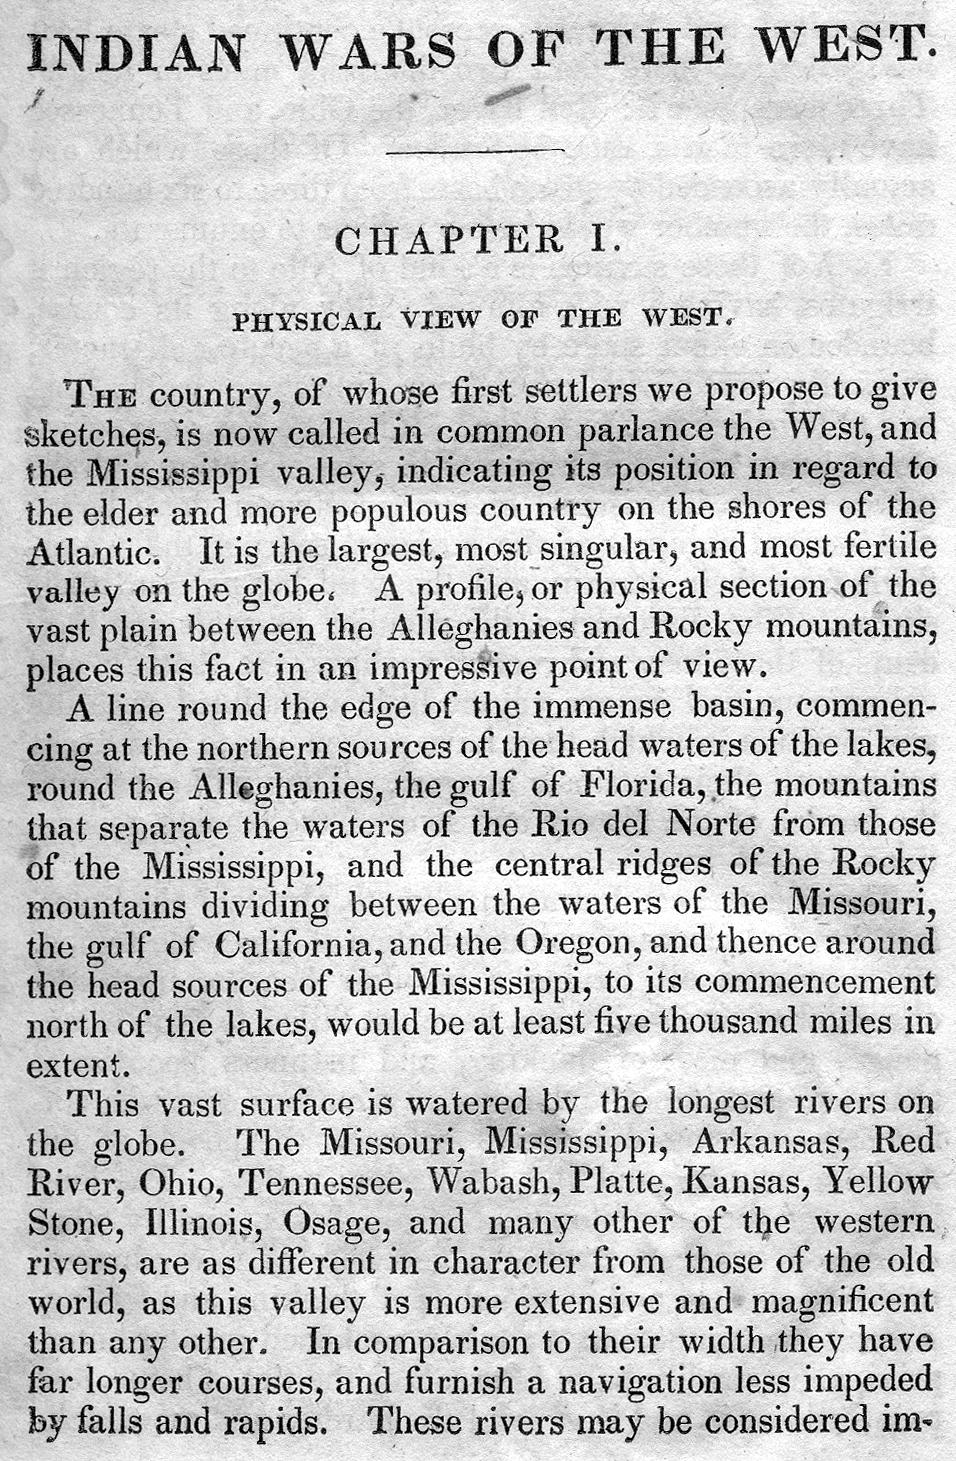 INDIAN WARS OF THE WEST.
CHAPTER I.
PHYSICAL VIEW OF THE WEST.
THE country, of whose first settlers we propose to give
sketches, is now called in common parlance the West, and
the Mississippi valley, indicating its position in regard to
the elder and more populous country on the shores of the
Atlantic. It is the largest, most singular, and most fertile
valley on the globe. A profile, or physical section of the
vast plain between the Alleghanies and Rocky mountains,
places this fact in an impressive point of view.
A line round the edge of the immense basin, commen-
cing at the northern sources of the head waters of the lakes,
round the Alleghanies, the gulf of Florida, the mountains
that separate the waters of the Rio del Norte from those
of the Mississippi, and the central ridges of the Rocky
mountains dividing between the waters of the Missouri,
the gulf of California, and the Oregon, and thence around
the head sources of the Mississippi, to its commencement
north of the lakes, would be at least five thousand miles in
extent.
This vast surface is watered by the longest rivers on
the globe. The Missouri, Mississippi, Arkansas, Red
River, Ohio, Tennessee, Wabash, Platte, Kansas, Yellow
Stone, Illinois, Osage, and many other of the western
rivers, are as different in character from those of the old
world, as this valley is more extensive and magnificent
than any other. In comparison to their width they have
far longer courses, and furnish a navigation less impeded
by falls and rapids. These rivers may be considered im-